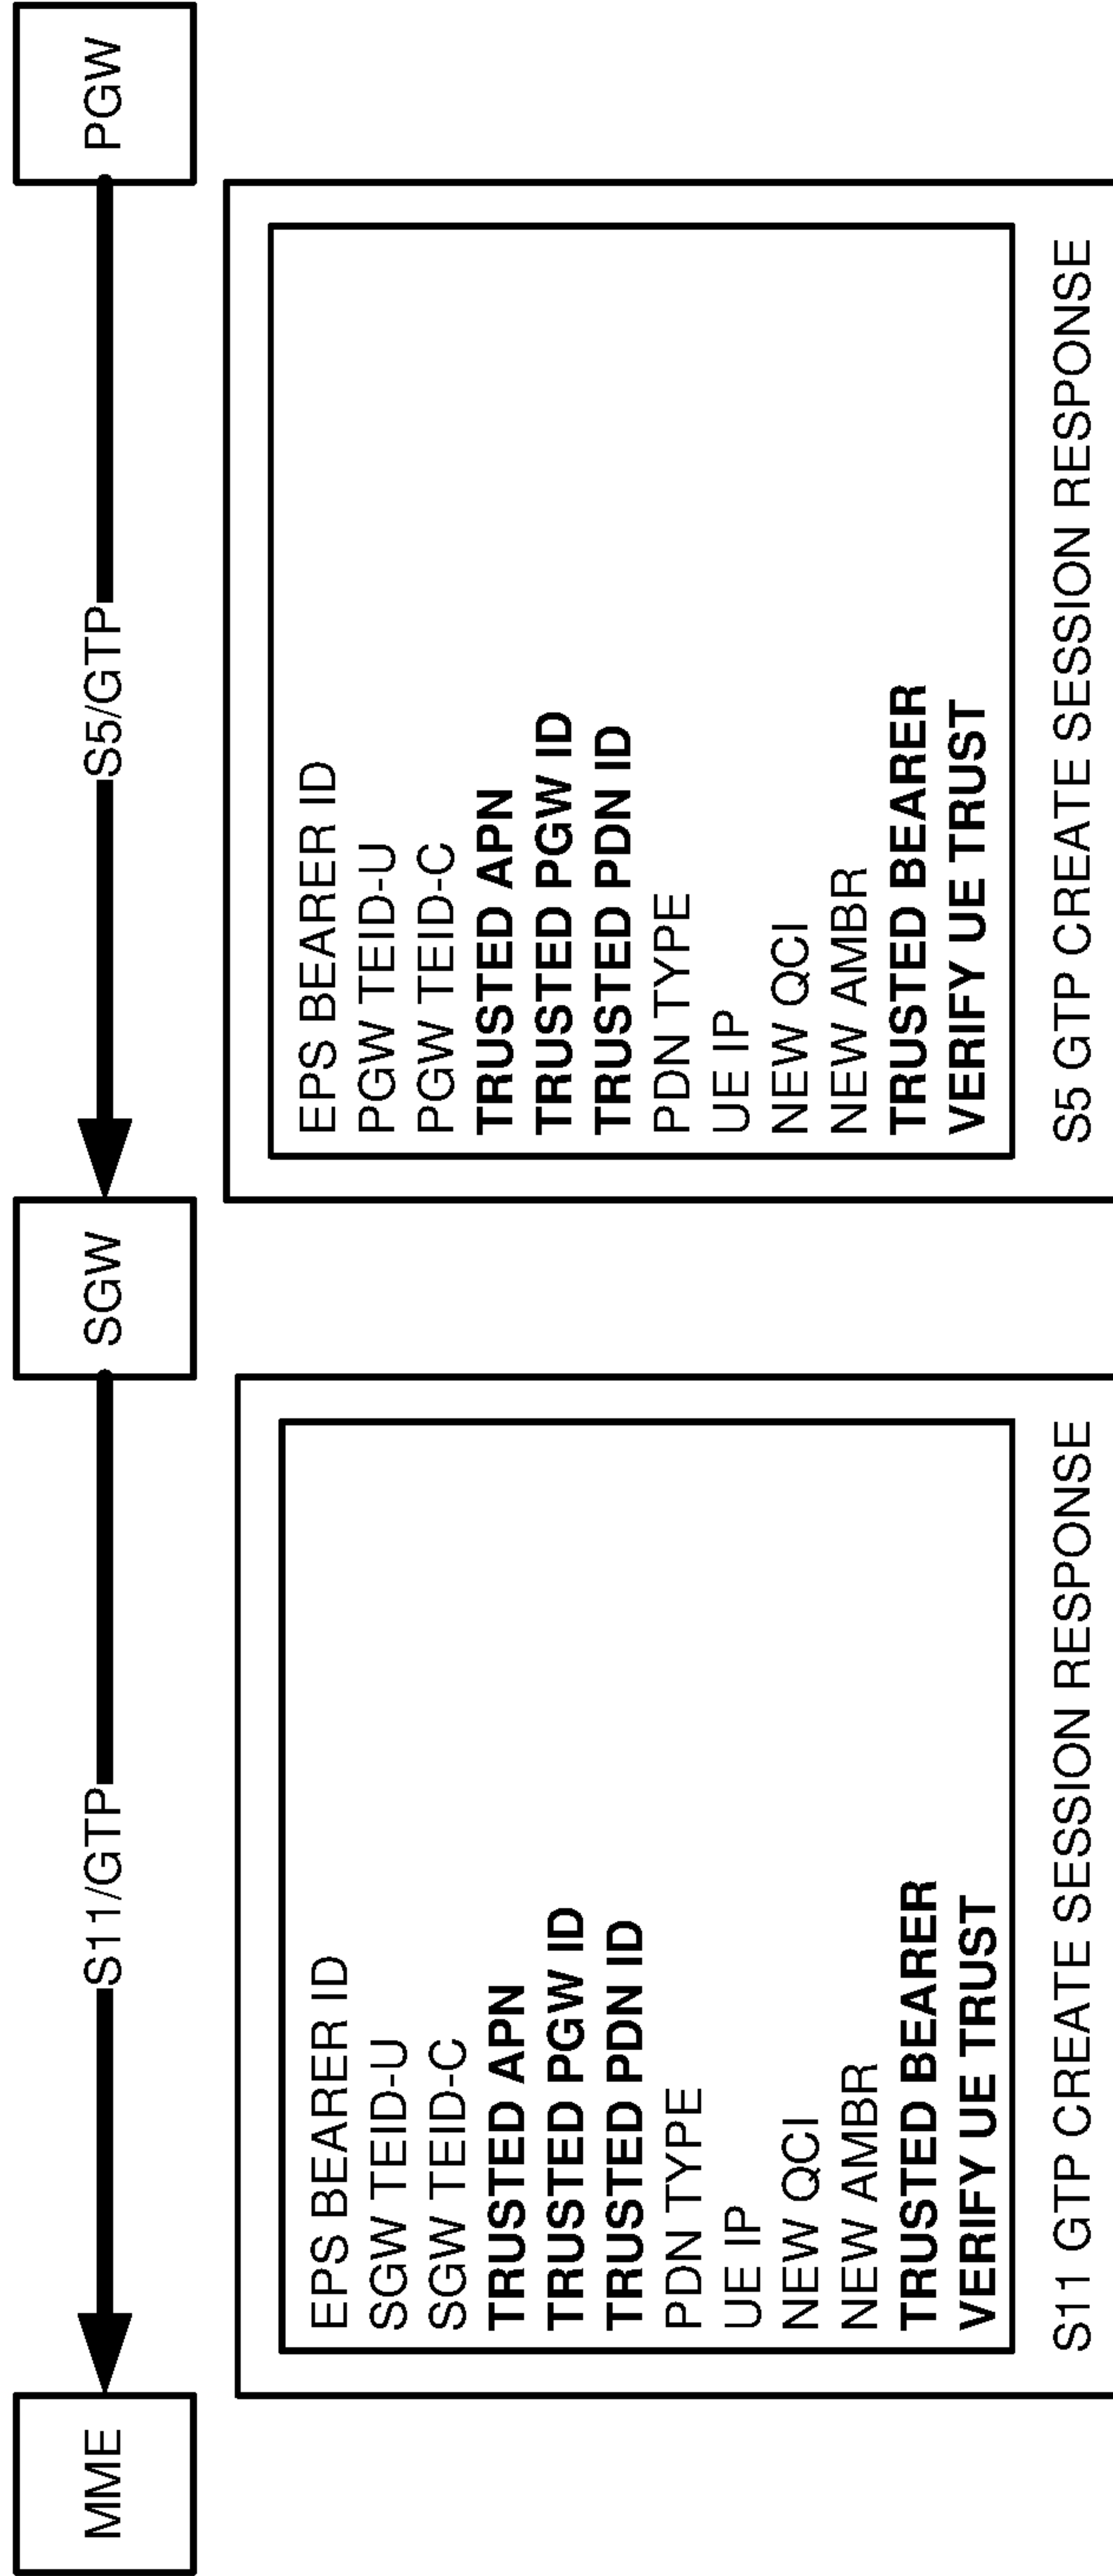 MME
S11/GTP
SGW
S5/GTP
PGW
EPS BEARER ID
SGW TEID-U
SGW TEID-C
TRUSTED APN
TRUSTED PGW ID
TRUSTED PDN ID
PDN TYPE
UE IP
NEW QCI
NEW AMBR
TRUSTED BEARER
VERIFY UE TRUST
S11 GTP CREATE SESSION RESPONSE
EPS BEARER ID
PGW TEID-U
PGW TEID-C
TRUSTED APN
TRUSTED PGW ID
TRUSTED PDN ID
PDN TYPE
UE IP
NEW QCI
NEW AMBR
TRUSTED BEARER
VERIFY UE TRUST
S5 GTP CREATE SESSION RESPONSE